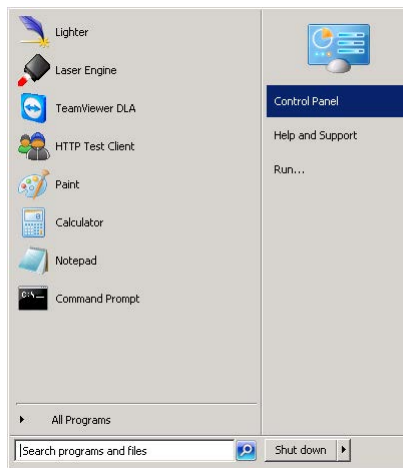 Lighter
Laser Engine
TeamViewer DLA
HTTP Test Client
Paint
Calculator
Notepad
C:\_
Command Prompt
All Programs
Search programs and files
Control Panel
Help and Support
Run...
Shut down